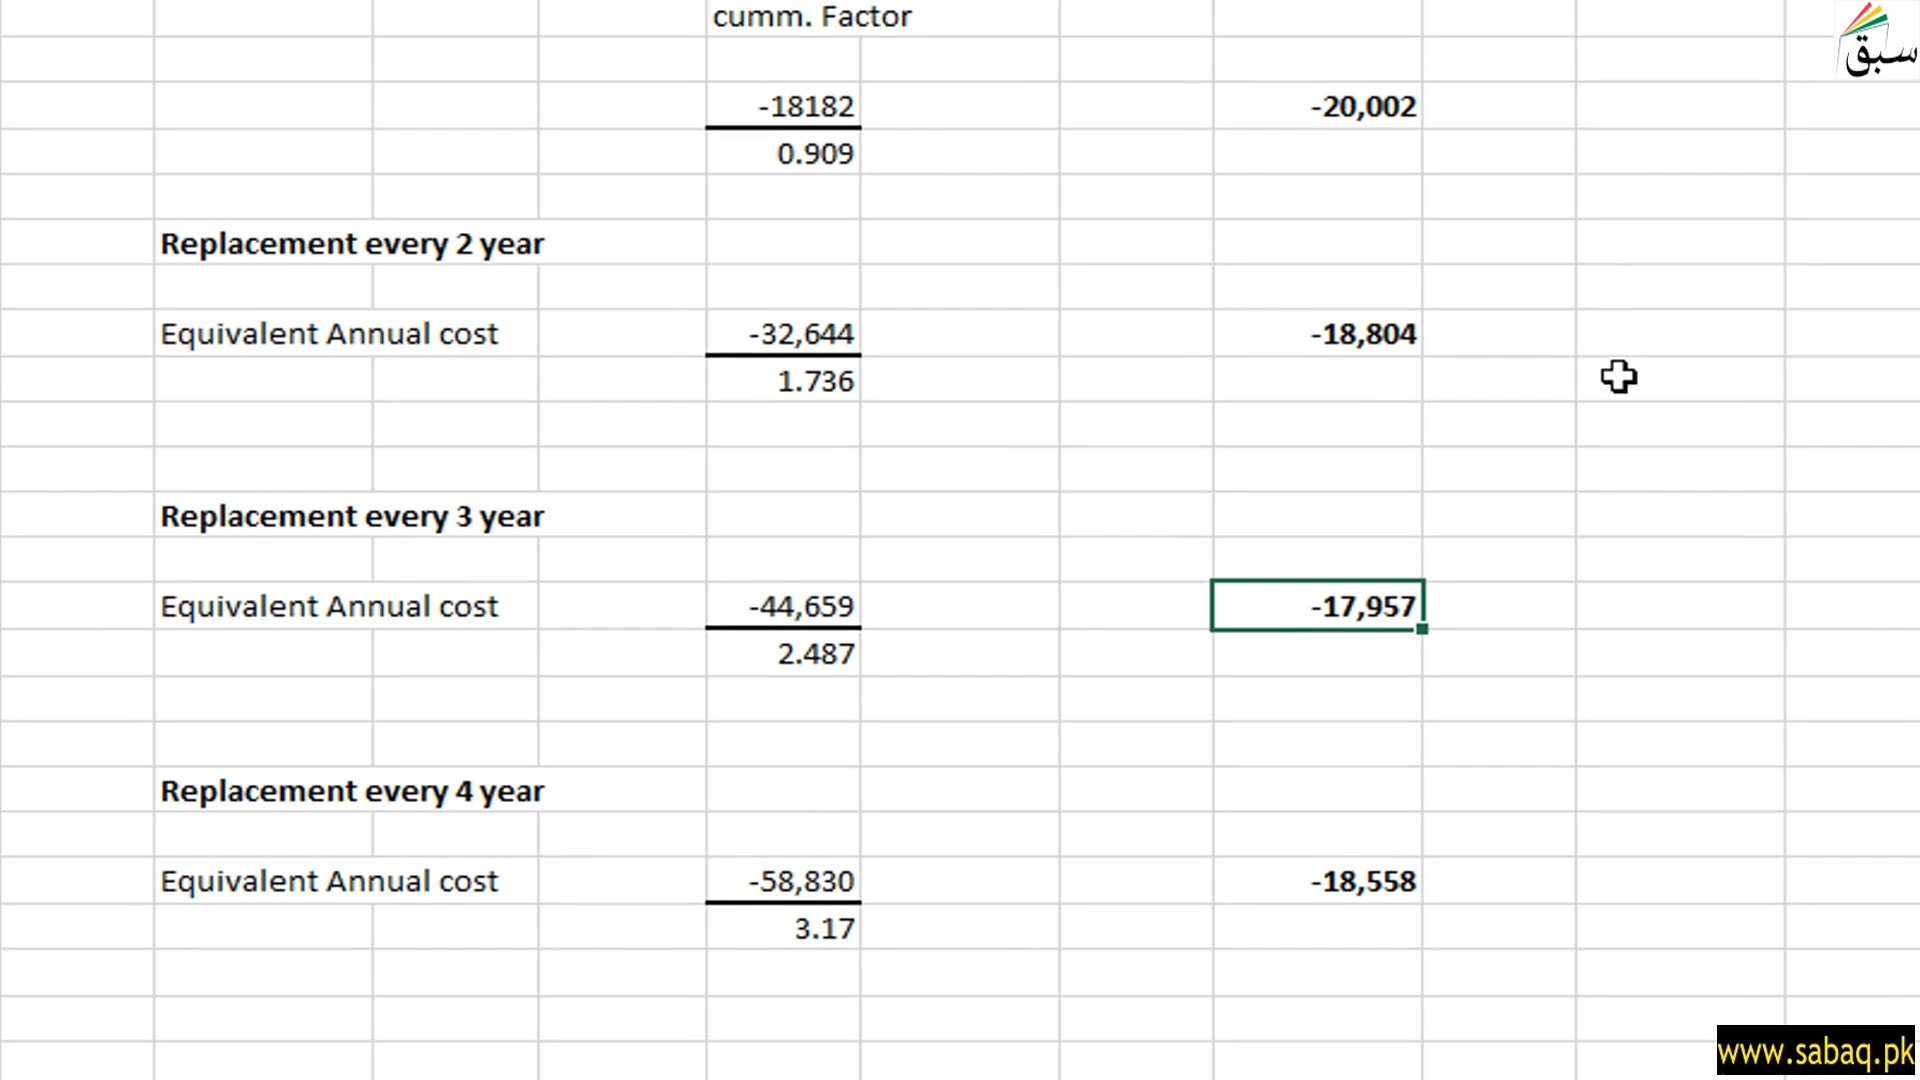 cumm. Factor
سبق
-18182 -20,002
0.909
Replacement every 2 year
Equivalent Annual cost -32,644 -18,804
1.736
Replacement every 3 year
Equivalent Annual cost -44,659 -17,957
2.487
Replacement every 4 year
Equivalent Annual cost -58,830 -18,558
3.17
www.sabaq.pk